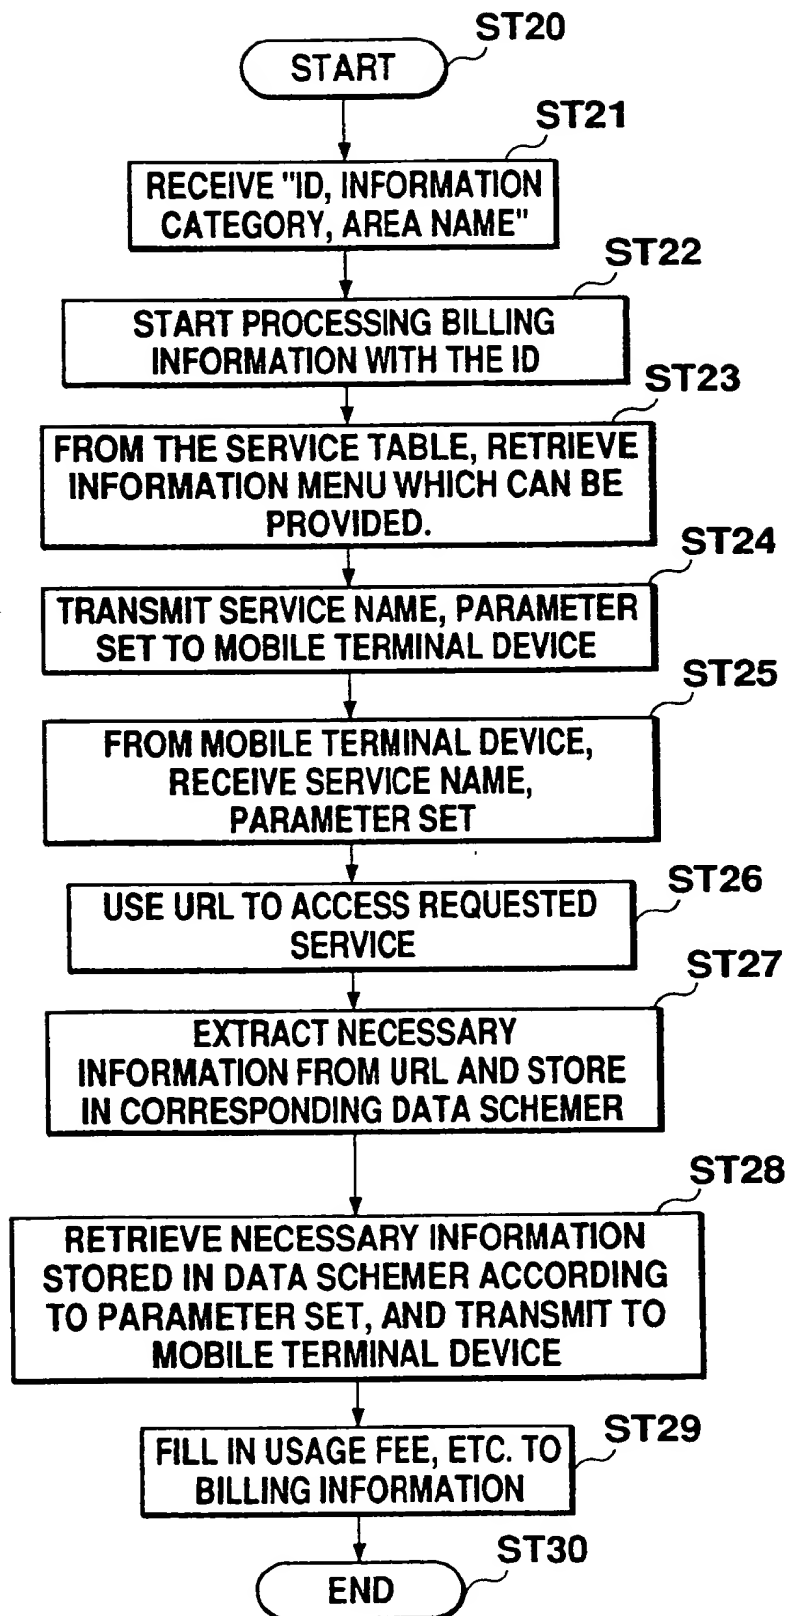 ST20
START
ST21
RECEIVE "ID, INFORMATION
CATEGORY, AREA NAME"
ST22
START PROCESSING BILLING
INFORMATION WITH THE ID
ST23
FROM THE SERVICE TABLE, RETRIEVE
INFORMATION MENU WHICH CAN BE
PROVIDED.
ST24
TRANSMIT SERVICE NAME, PARAMETER
SET TO MOBILE TERMINAL DEVICE
ST25
FROM MOBILE TERMINAL DEVICE,
RECEIVE SERVICE NAME,
PARAMETER SET
ST26
USE URL TO ACCESS REQUESTED
SERVICE
ST27
EXTRACT NECESSARY
INFORMATION FROM URL AND STORE
IN CORRESPONDING DATA SCHEMER
ST28
RETRIEVE NECESSARY INFORMATION
STORED IN DATA SCHEMER ACCORDING
TO PARAMETER SET, AND TRANSMIT TO
MOBILE TERMINAL DEVICE
ST29
FILL IN USAGE FEE, ETC. TO
BILLING INFORMATION
ST30
END